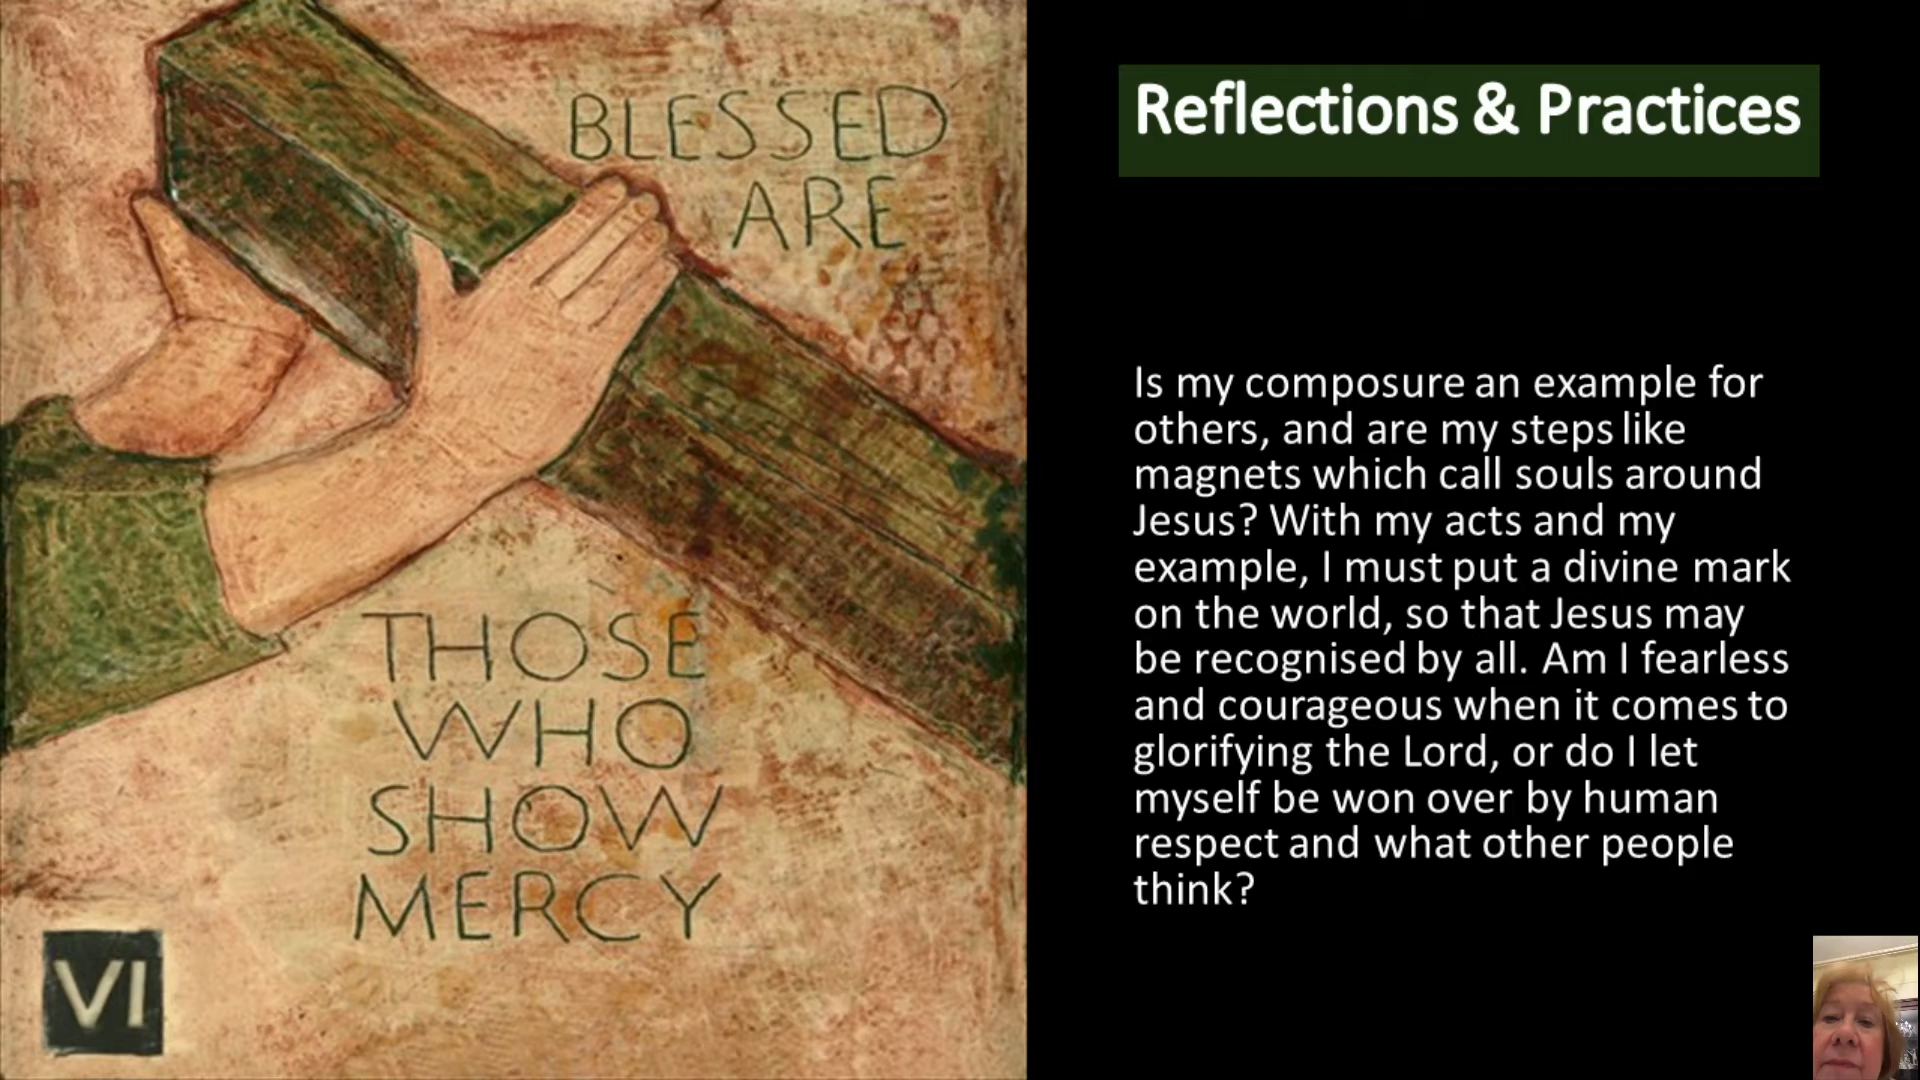 BLESSED
ARE
THOSE
WHO
SHOW
MERCY
VI
Reflections & Practices
Is my composure an example for
others, and are my steps like
magnets which call souls around
Jesus? With my acts and my
example, I must put a divine mark
on the world, so that Jesus may
be recognised by all. Am I fearless
and courageous when it comes to
glorifying the Lord, or do I let
myself be won over by human
respect and what other people
think?